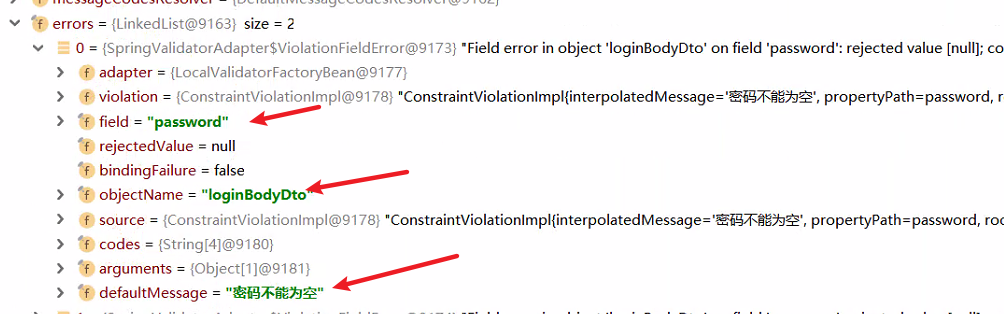 messageCodesResolver = {DefaultMessageCodesResolver@9162}
errors = {LinkedList@9163} size = 2
0 = {SpringValidatorAdapter$ViolationFieldError@9173} "Field error in object 'loginBodyDto' on field 'password': rejected value [null]; co
adapter = {LocalValidatorFactoryBean@9177}
violation = {ConstraintViolationImpl@9178} "ConstraintViolationImpl{interpolatedMessage='密码不能为空', propertyPath=password, r
field = "password"
rejectedValue = null
bindingFailure = false
objectName = "loginBodyDto"
source = {ConstraintViolationImpl@9178} "ConstraintViolationImpl{interpolatedMessage='密码不能为空', propertyPath=password, roo
codes = {String[4]@9180}
arguments = {Object[1]@9181}
defaultMessage = "密码不能为空"